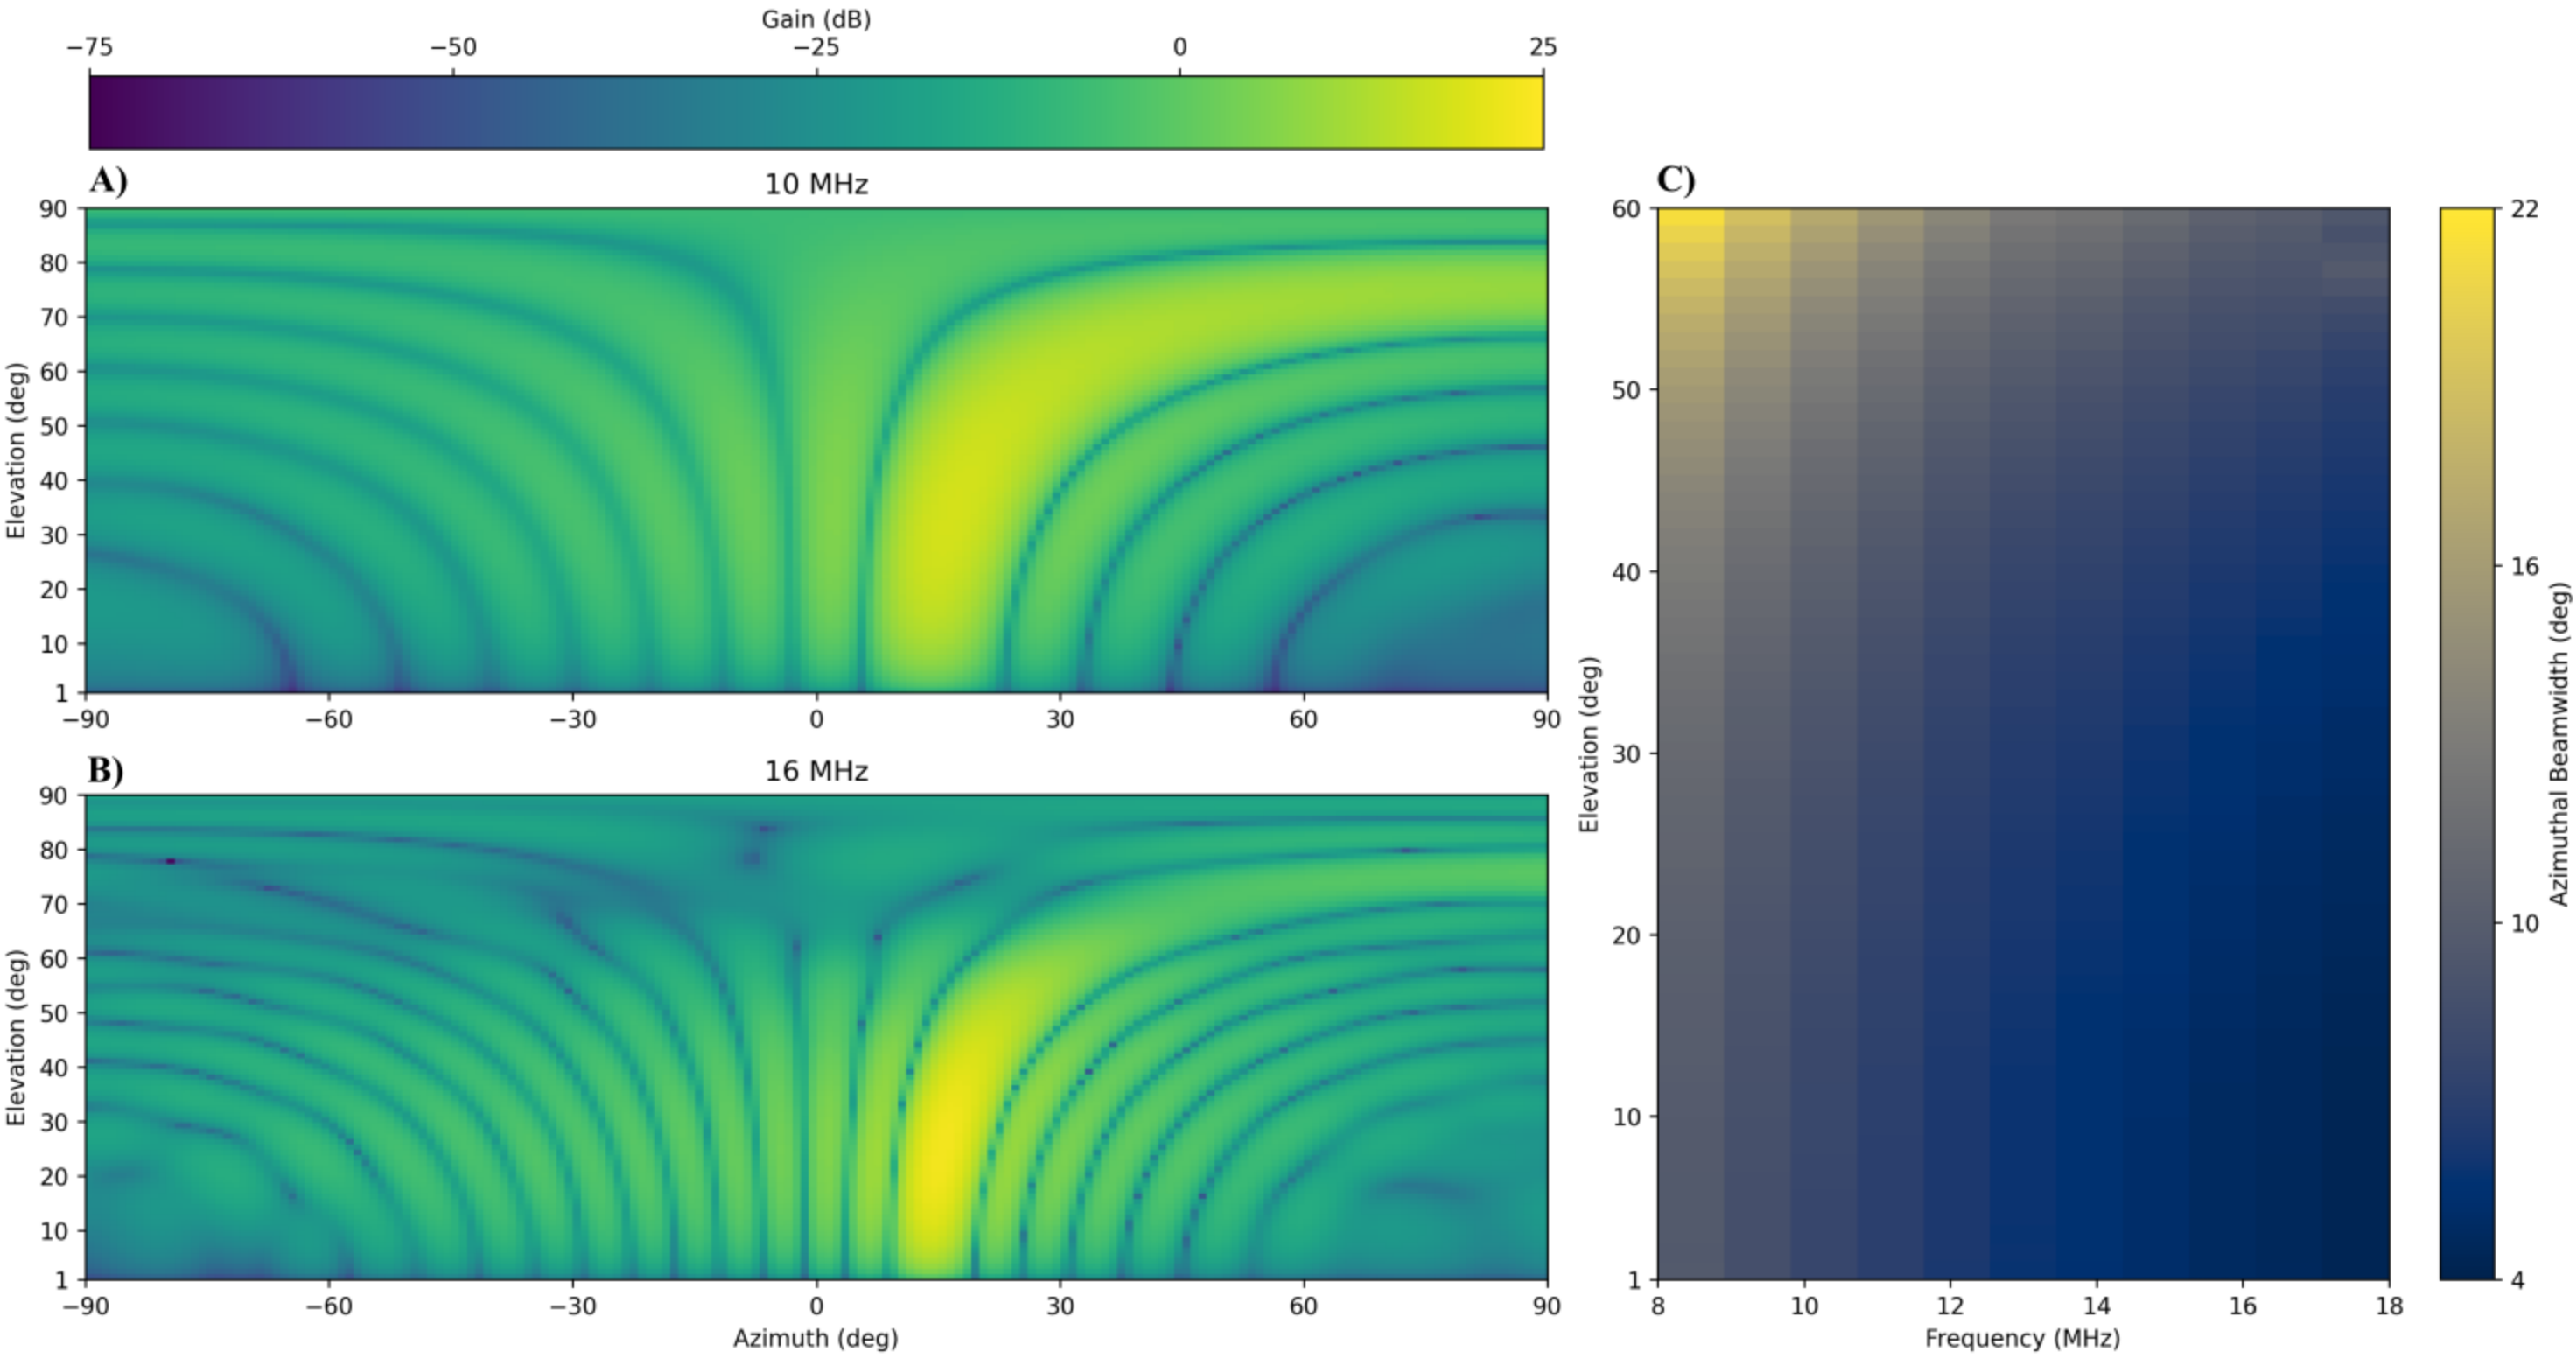 Gain (dB)
−75 −50 −25 0 25
A)
10 MHz
90
80
70
60
50
40
30
20
10
1
Elevation (deg)
−90 −60 −30 0 30 60 90
B)
16 MHz
90
80
70
60
50
40
30
20
10
1
Elevation (deg)
−90 −60 −30 0 30 60 90
Azimuth (deg)
C)
60
50
40
30
20
10
1
Elevation (deg)
8 10 12 14 16 18
Frequency (MHz)
22
16
10
4
Azimuthal Beamwidth (deg)